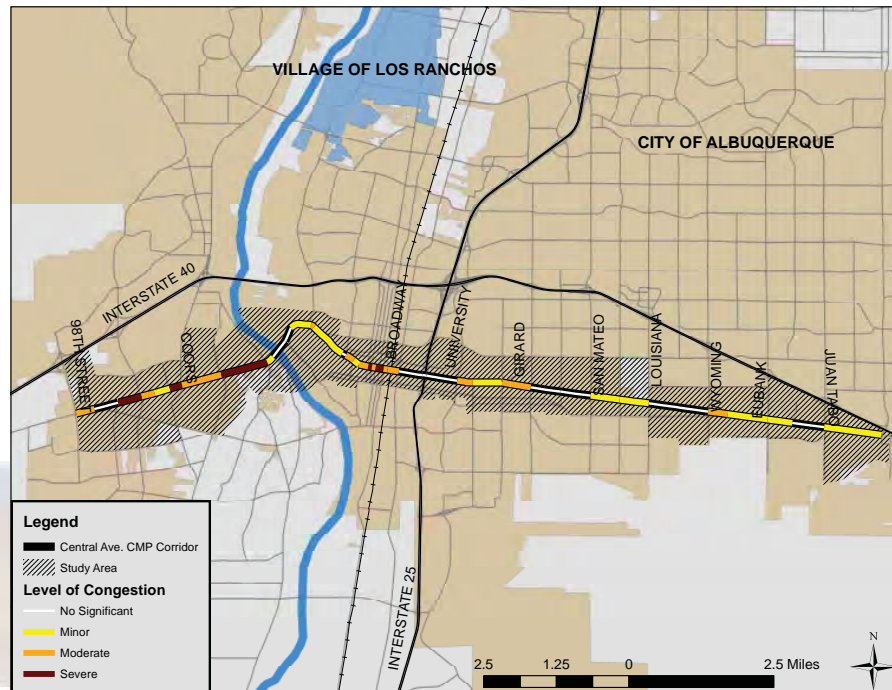 VILLAGE OF LOS RANCHOS
CITY OF ALBUQUERQUE
INTERSTATE 40
98TH STREET
COORS
BROADWAY
UNIVERSITY
GIRARD
SAN MATEO
LOUISIANA
WYOMING
EUBANK
JUAN TABO
INTERSTATE 25
Legend
Central Ave. CMP Corridor
Study Area
Level of Congestion
No Significant
Minor
Moderate
Severe
2.5 1.25 0 2.5 Miles
N